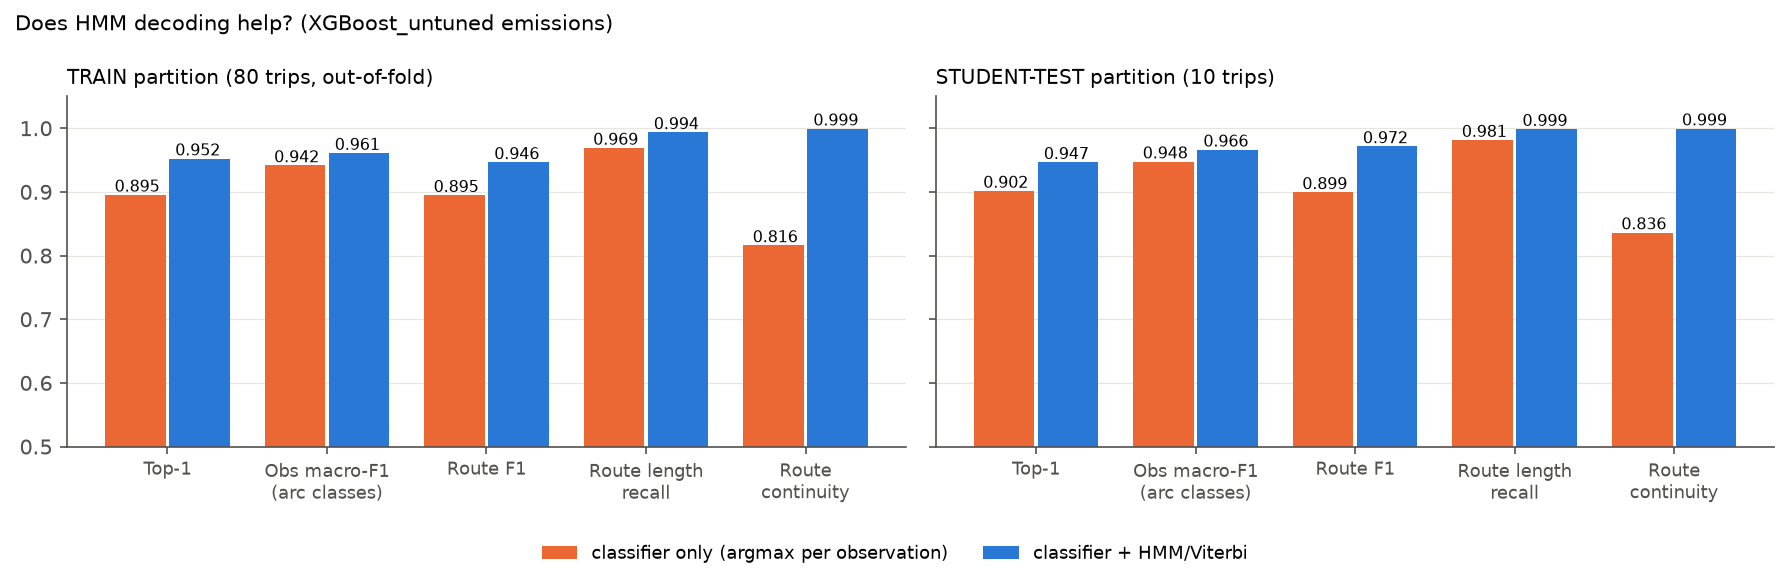 Does HMM decoding help? (XGBoost_untuned emissions)
TRAIN partition (80 trips, out-of-fold)
1.0
0.9
0.8
0.7
0.6
0.5
0.895
0.952
0.942
0.961
0.895
0.946
0.969
0.994
0.816
0.999
Top-1
Obs macro-F1
(arc classes)
Route F1
Route length
recall
Route
continuity
STUDENT-TEST partition (10 trips)
0.902
0.947
0.948
0.966
0.899
0.972
0.981
0.999
0.836
0.999
Top-1
Obs macro-F1
(arc classes)
Route F1
Route length
recall
Route
continuity
classifier only (argmax per observation)
classifier + HMM/Viterbi